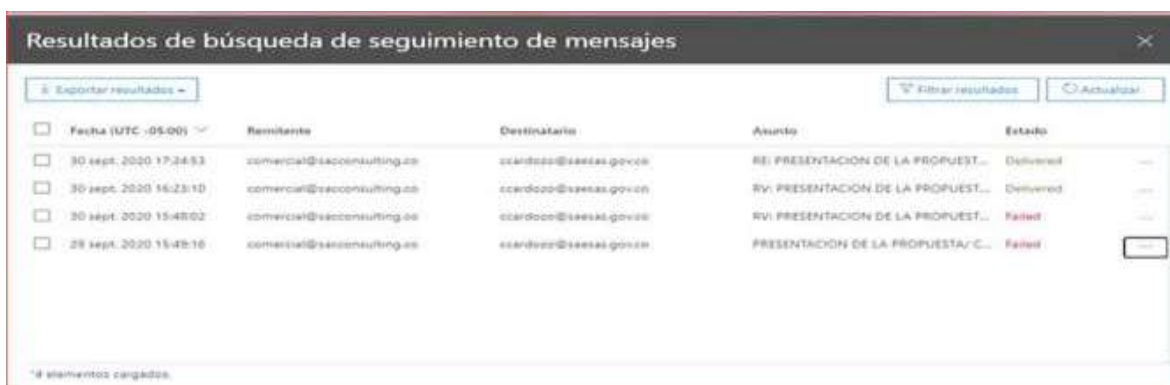 Resultados de búsqueda de seguimiento de mensajes
Exportar resultados
Filtrar resultados
Actualizar
Fecha (UTC -05:00) Remitente Destinatario Asunto Estado
30 sept. 2020 17:24:53 comercial@sacconsulting.co ccardozo@saesas.gov.co RE: PRESENTACION DE LA PROPUEST... Delivered
30 sept. 2020 16:23:10 comercial@sacconsulting.co ccardozo@saesas.gov.co RV: PRESENTACION DE LA PROPUEST... Delivered
30 sept. 2020 15:48:02 comercial@sacconsulting.co ccardozo@saesas.gov.co RV: PRESENTACION DE LA PROPUEST... Failed
28 sept. 2020 15:49:16 comercial@sacconsulting.co ccardozo@saesas.gov.co PRESENTACION DE LA PROPUESTA/ C... Failed
*4 elementos cargados.